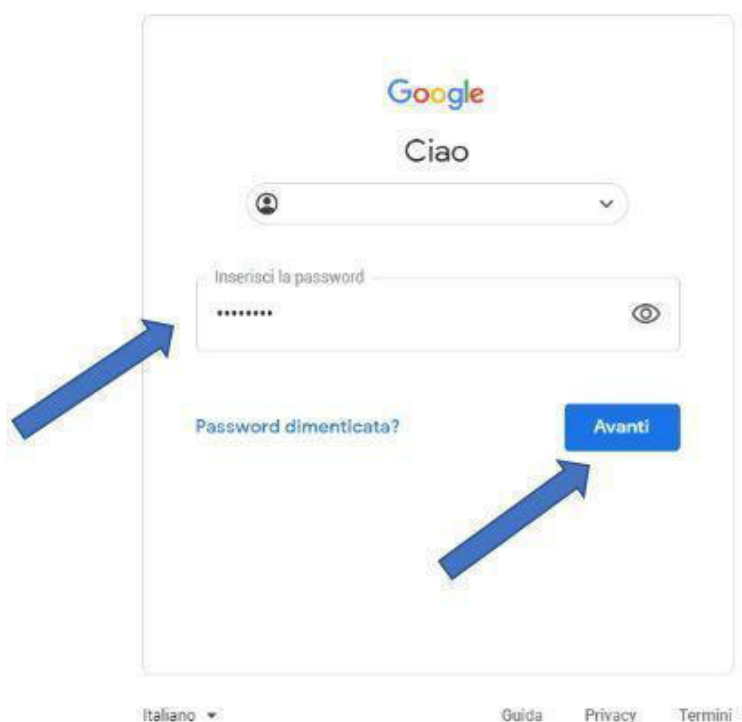 Google
Ciao
Inserisci la password
••••••••
Password dimenticata?
Avanti
Italiano
Guida Privacy Termini